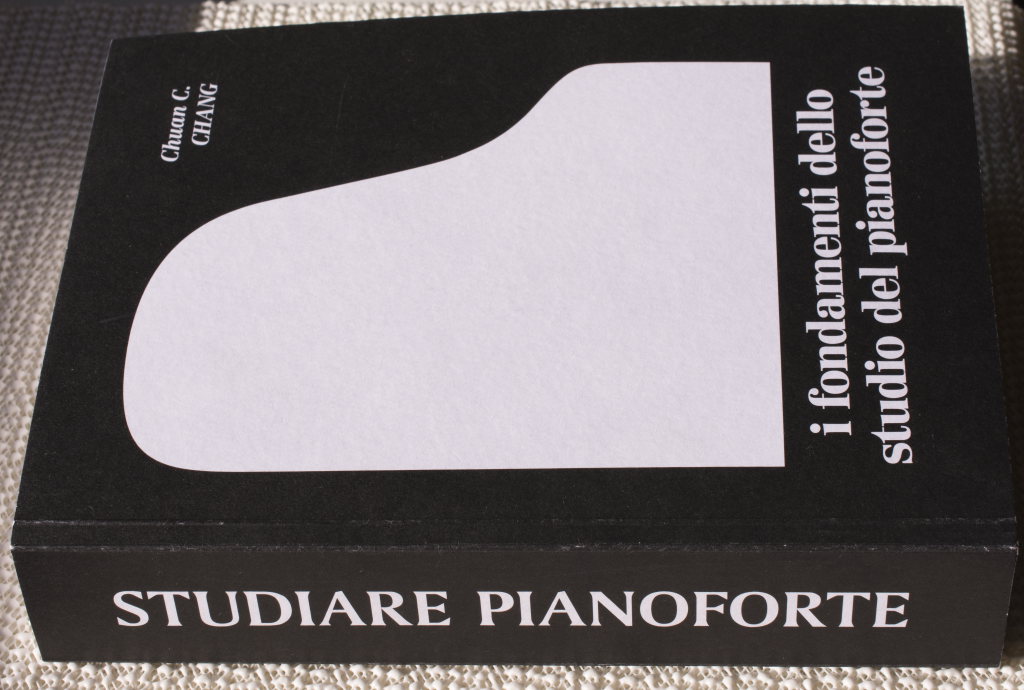 Chuan C.
CHANG
i fondamenti dello
studio del pianoforte
STUDIARE PIANOFORTE